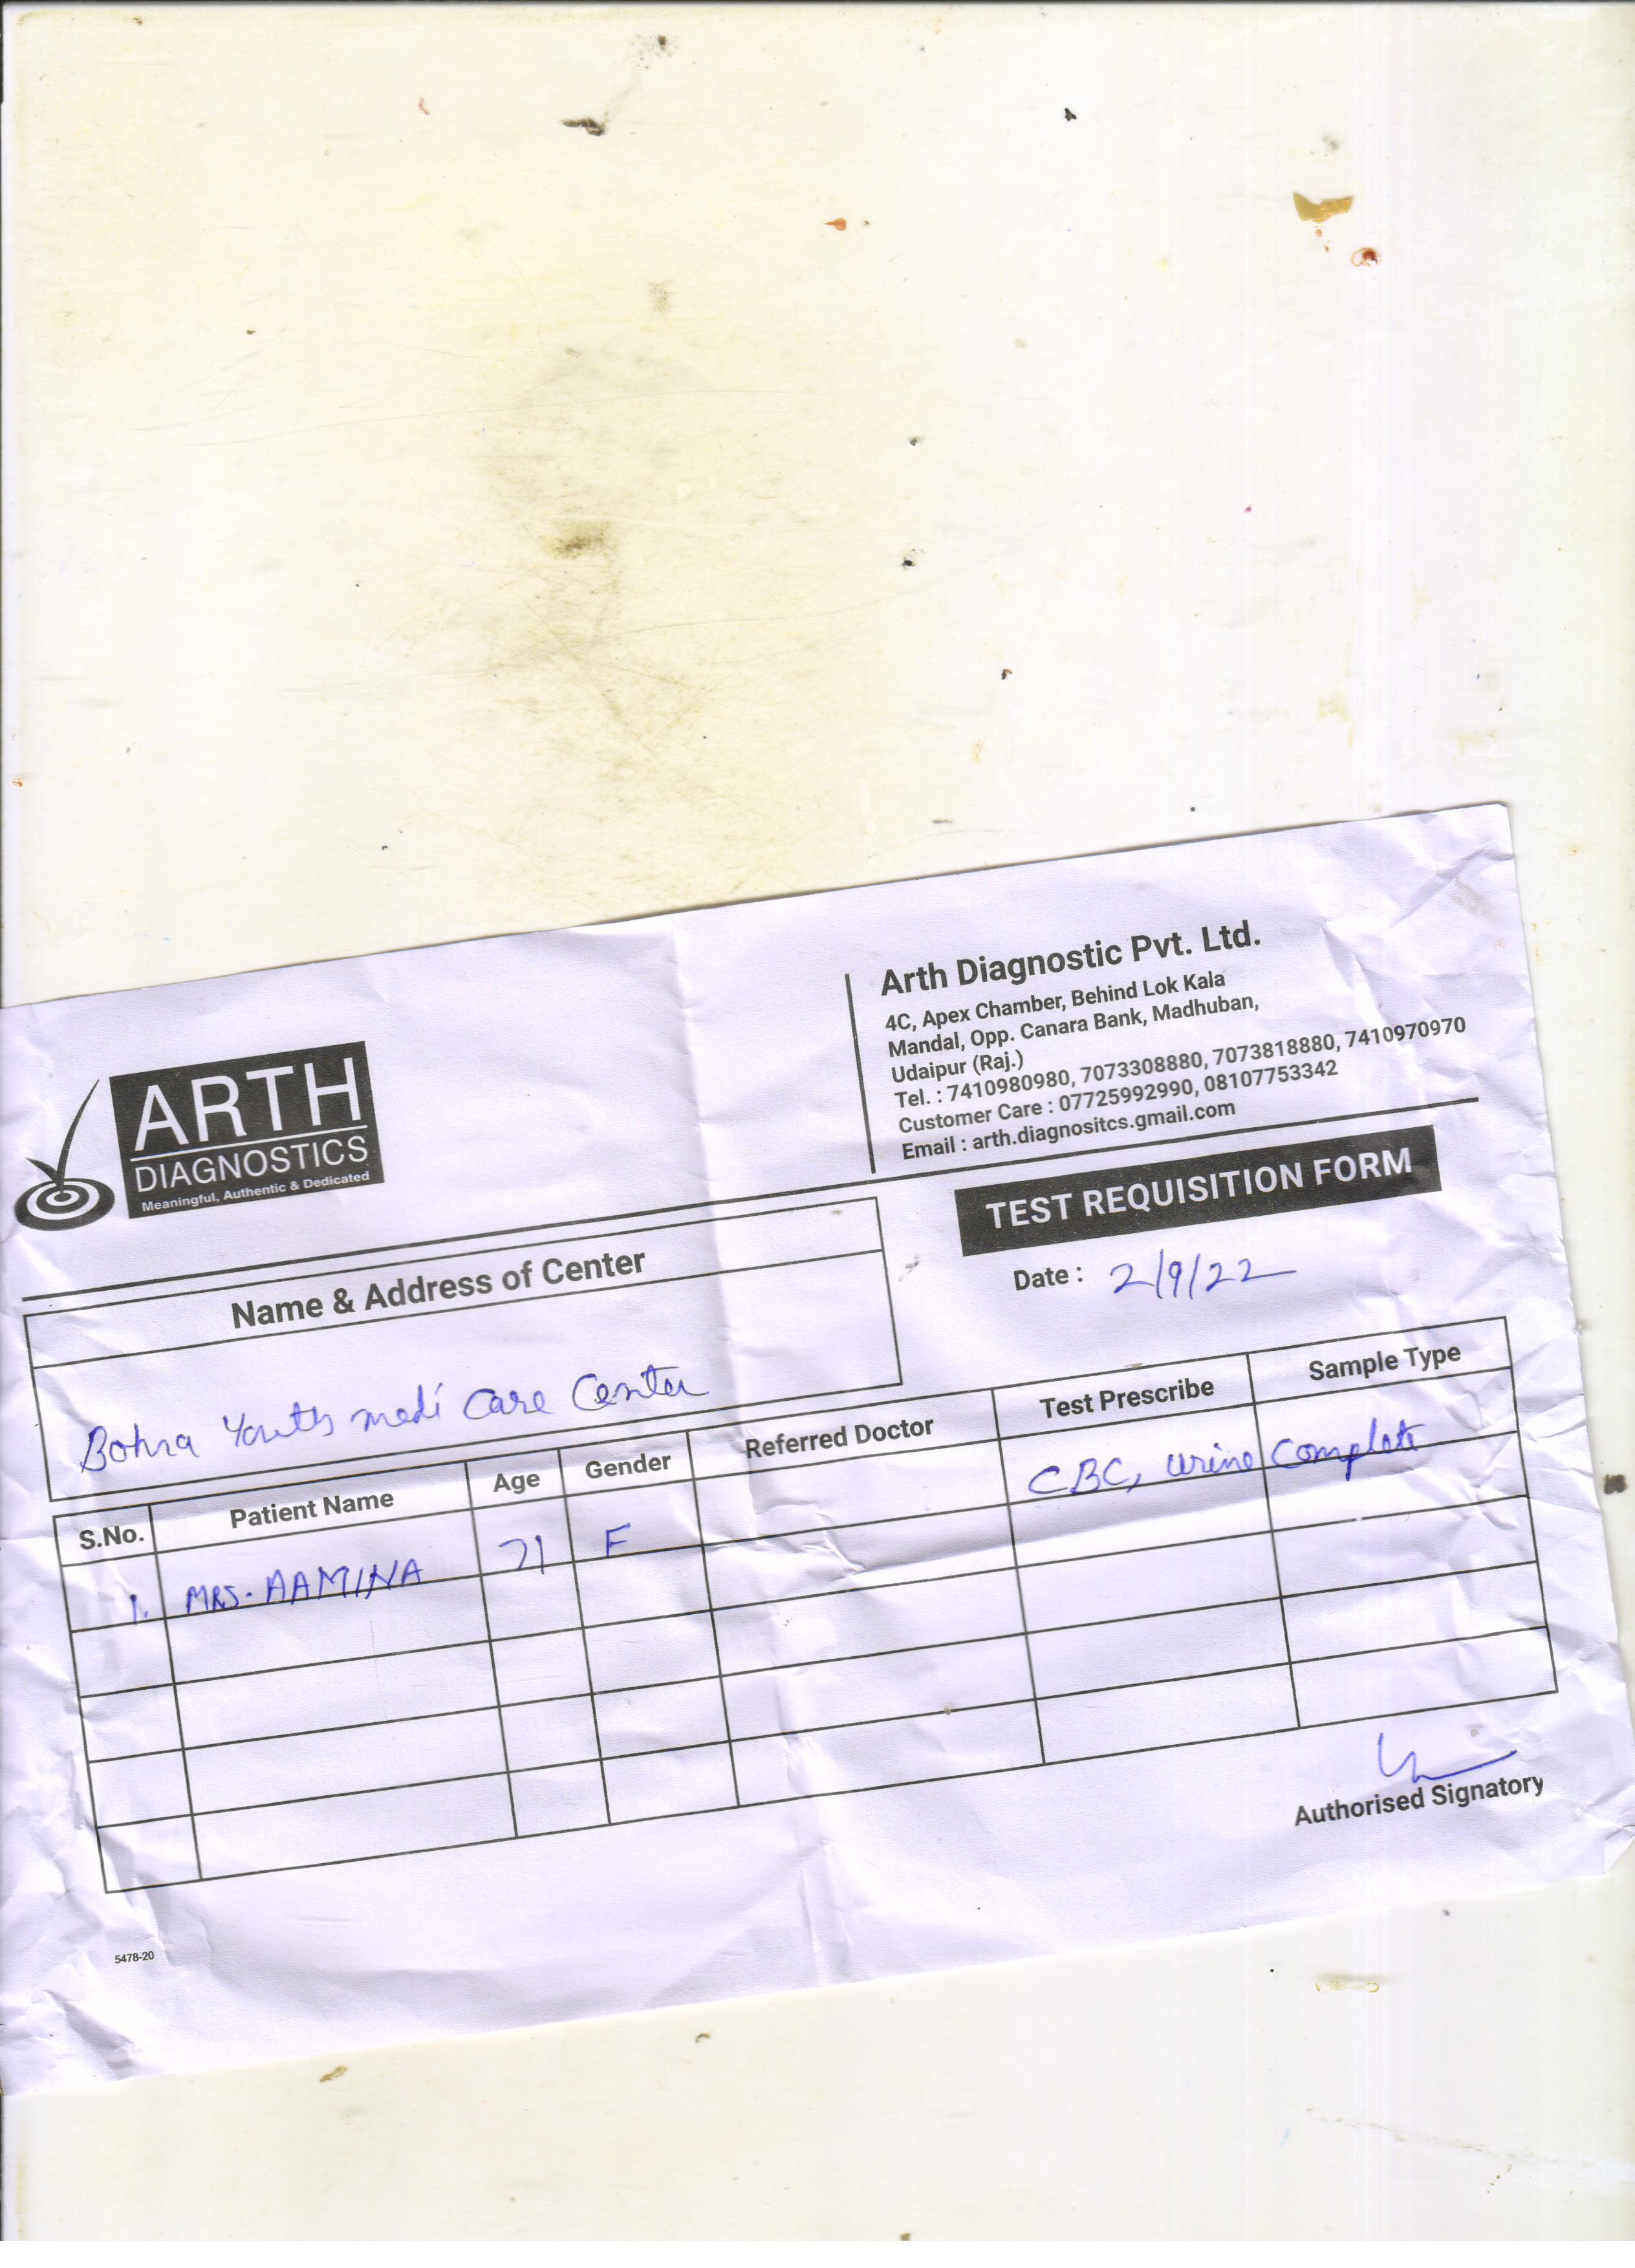 ARTH
DIAGNOSTICS
Meaningful, Authentic & Dedicated
Arth Diagnostic Pvt. Ltd.
4C, Apex Chamber, Behind Lok Kala
Mandal, Opp. Canara Bank, Madhuban,
Udaipur (Raj.)
Tel. : 7410980980, 7073308880, 7073818880, 7410970970
Customer Care : 07725992990, 08107753342
Email : arth.diagnositcs.gmail.com
TEST REQUISITION FORM
Date : 2/9/22
Name & Address of Center
Bohra Youths medi Care Center
S.No. Patient Name Age Gender Referred Doctor Test Prescribe Sample Type
1. MRS. AAMINA 71 F CBC, urine Complete
Authorised Signatory
5478-20